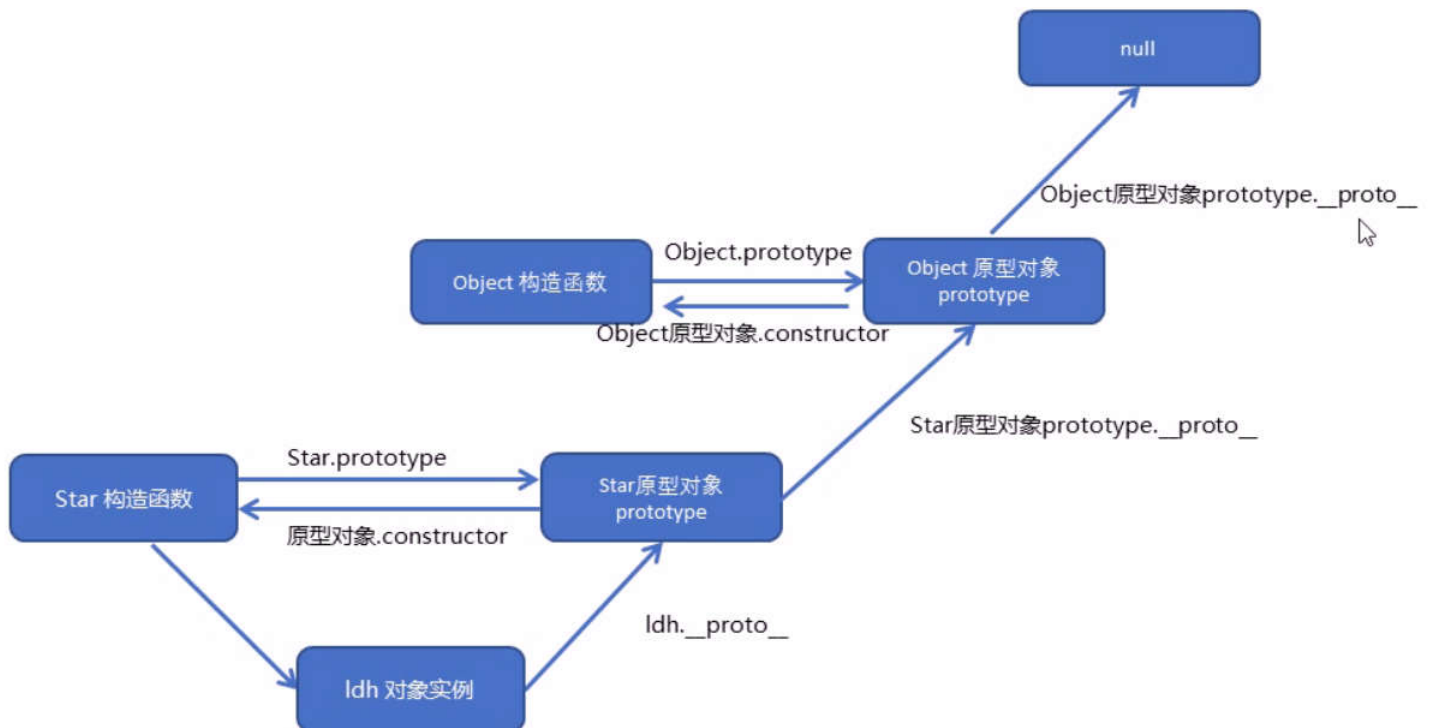 null
Object原型对象prototype.__proto__
Object.prototype
Object 构造函数
Object 原型对象
prototype
Object原型对象.constructor
Star原型对象prototype.__proto__
Star.prototype
Star 构造函数
Star原型对象
prototype
原型对象.constructor
ldh.__proto__
ldh 对象实例